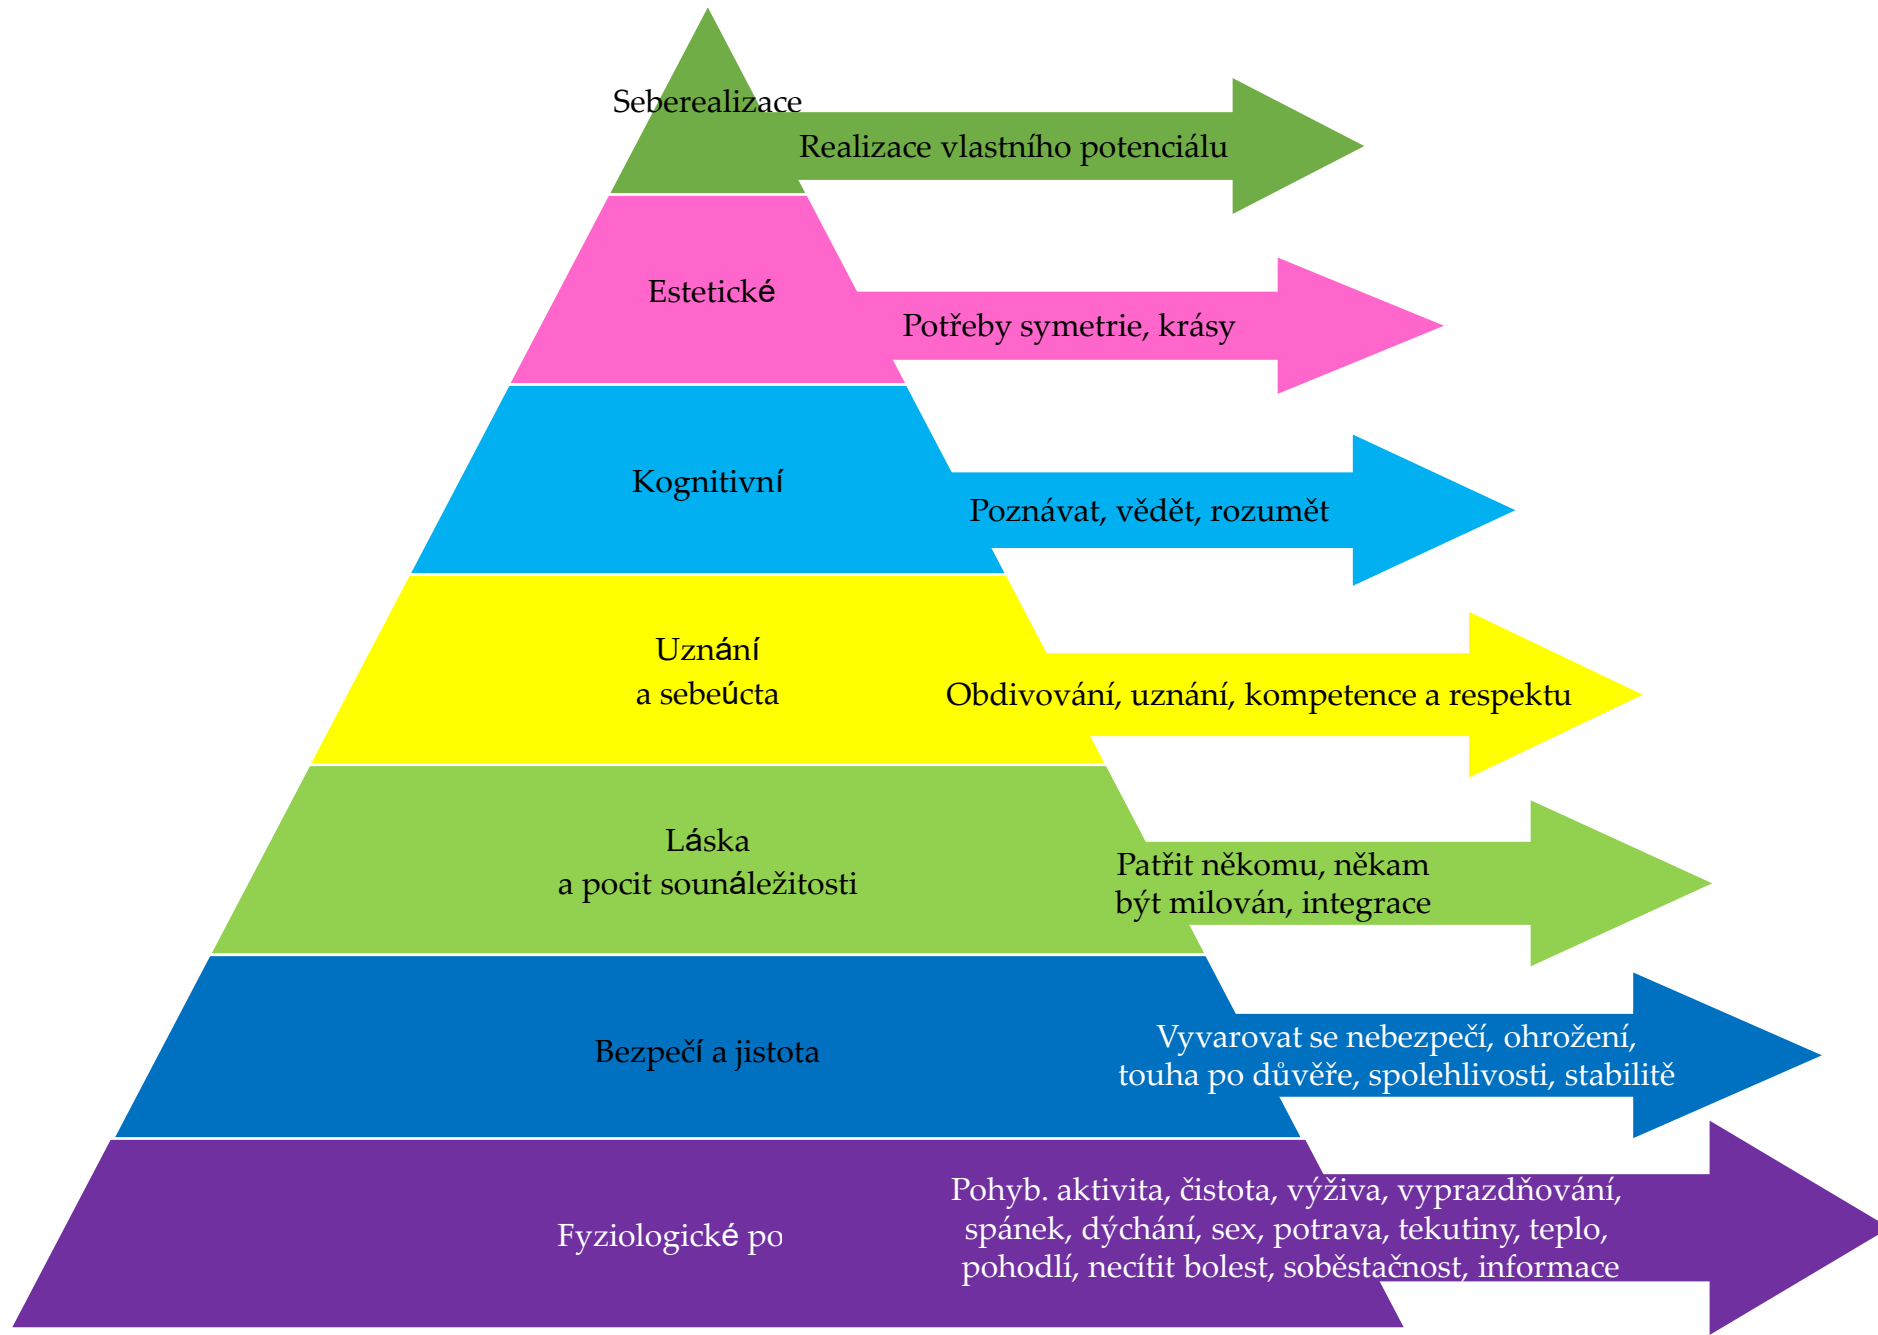 Seberealizace
Realizace vlastního potenciálu
Estetické
Potřeby symetrie, krásy
Kognitivní
Poznávat, vědět, rozumět
Uznání
a sebeúcta
Obdivování, uznání, kompetence a respektu
Láska
a pocit sounáležitosti
Patřit někomu, někam
být milován, integrace
Bezpečí a jistota
Vyvarovat se nebezpečí, ohrožení,
touha po důvěře, spolehlivosti, stabilitě
Fyziologické po
Pohyb. aktivita, čistota, výživa, vyprazdňování,
spánek, dýchání, sex, potrava, tekutiny, teplo,
pohodlí, necítit bolest, soběstačnost, informace